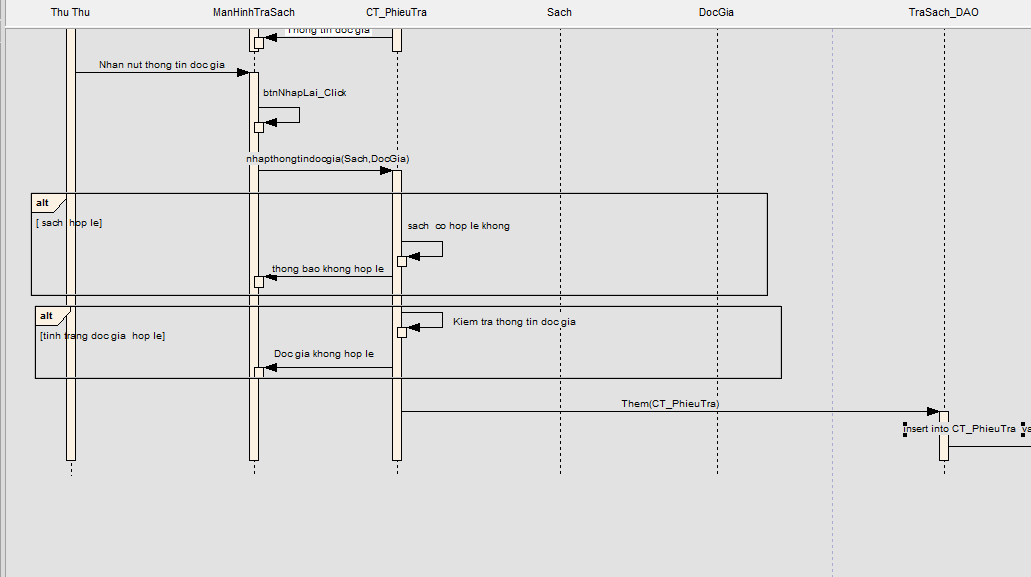 Thu Thu
ManHinhTraSach
CT_PhieuTra
Sach
DocGia
TraSach_DAO
Thong tin doc gia
Nhan nut thong tin doc gia
btnNhapLai_Click
nhapthongtindocgia(Sach,DocGia)
alt
[ sach hop le]
sach co hop le khong
thong bao khong hop le
alt
[tinh trang doc gia hop le]
Kiem tra thong tin doc gia
Doc gia khong hop le
Them(CT_PhieuTra)
insert into CT_PhieuTra va